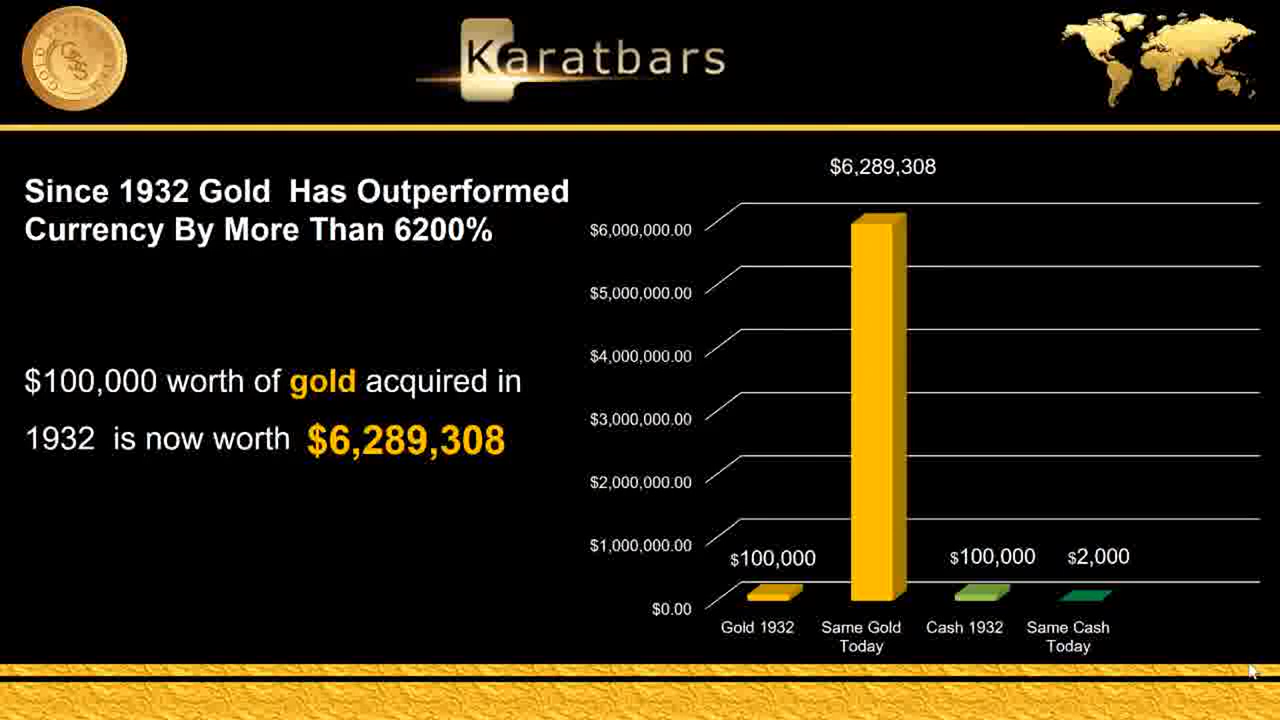 Karatbars
Since 1932 Gold Has Outperformed
Currency By More Than 6200%
$100,000 worth of gold acquired in
1932 is now worth $6,289,308
$6,289,308
$6,000,000.00
$5,000,000.00
$4,000,000.00
$3,000,000.00
$2,000,000.00
$1,000,000.00
$0.00
$100,000
$100,000
$2,000
Gold 1932
Same Gold
Today
Cash 1932
Same Cash
Today